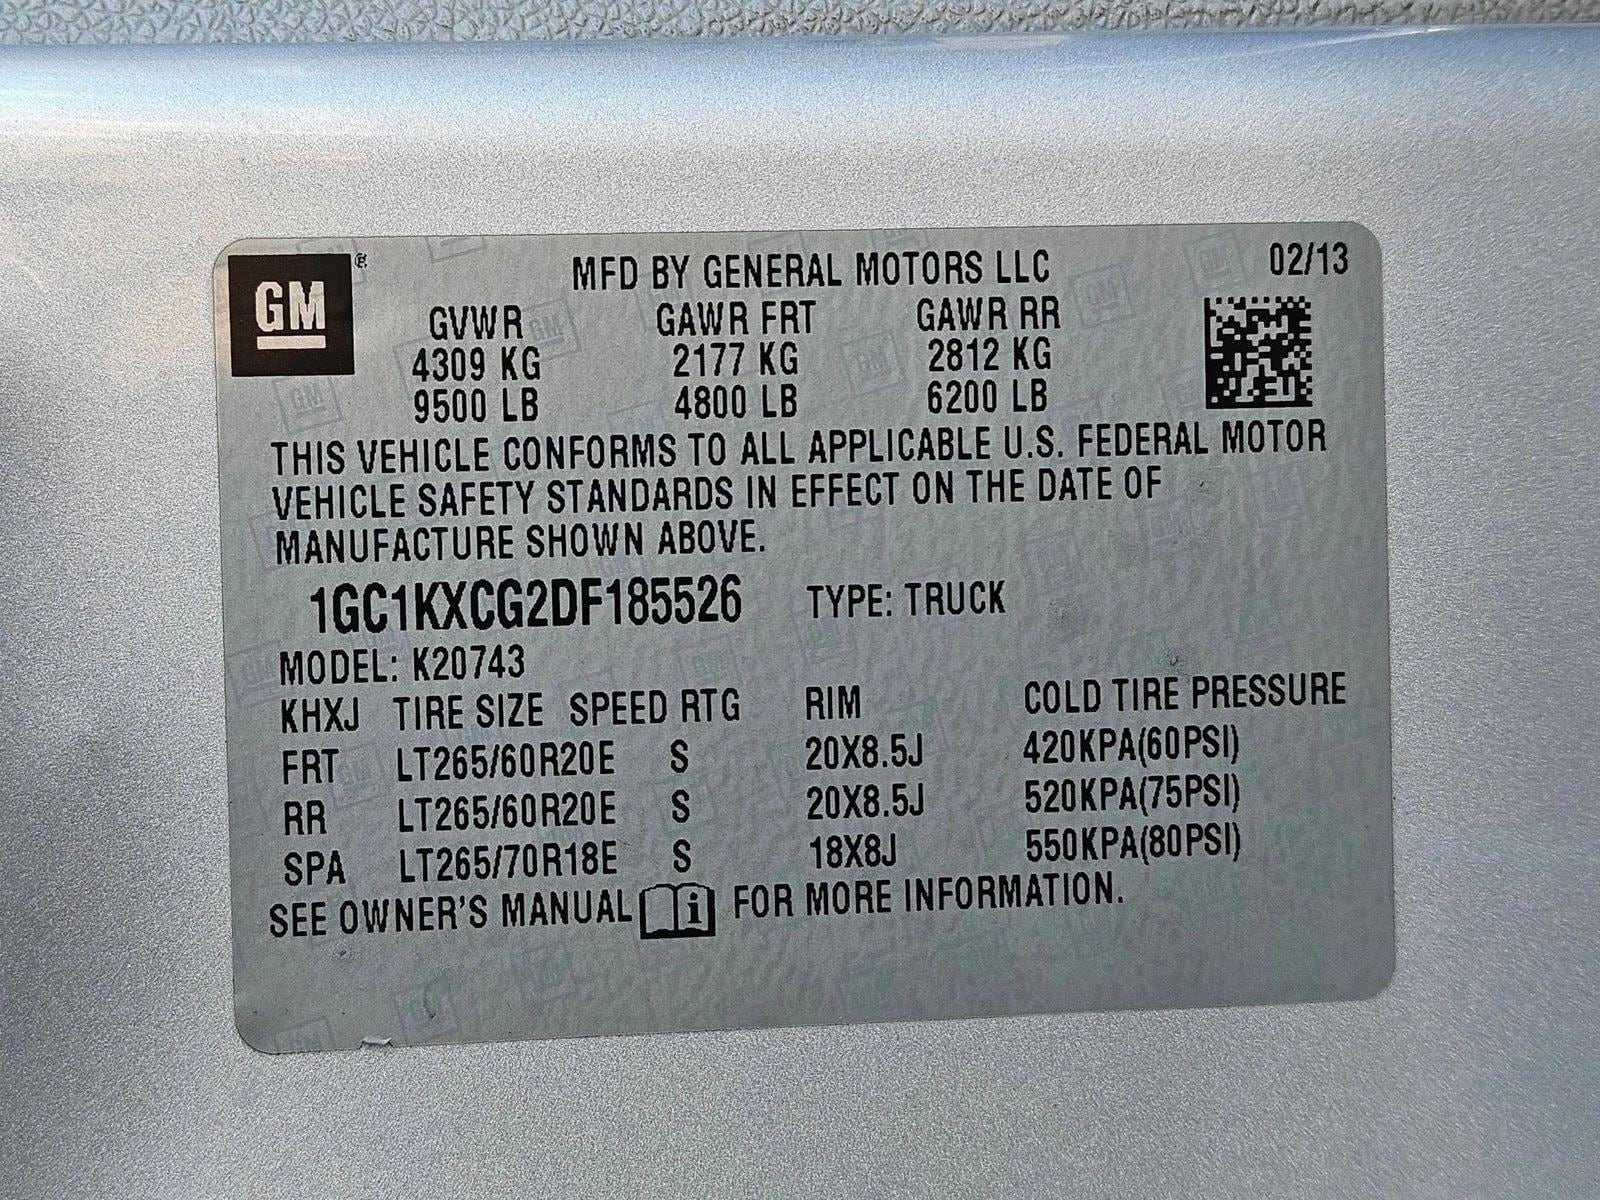 GM
MFD BY GENERAL MOTORS LLC 02/13
GVWR GAWR FRT GAWR RR
4309 KG 2177 KG 2812 KG
9500 LB 4800 LB 6200 LB
THIS VEHICLE CONFORMS TO ALL APPLICABLE U.S. FEDERAL MOTOR
VEHICLE SAFETY STANDARDS IN EFFECT ON THE DATE OF
MANUFACTURE SHOWN ABOVE.
1GC1KXCG2DF185526 TYPE: TRUCK
MODEL: K20743
KHXJ TIRE SIZE SPEED RTG RIM COLD TIRE PRESSURE
FRT LT265/60R20E S 20X8.5J 420KPA(60PSI)
RR LT265/60R20E S 20X8.5J 520KPA(75PSI)
SPA LT265/70R18E S 18X8J 550KPA(80PSI)
SEE OWNER'S MANUAL i FOR MORE INFORMATION.